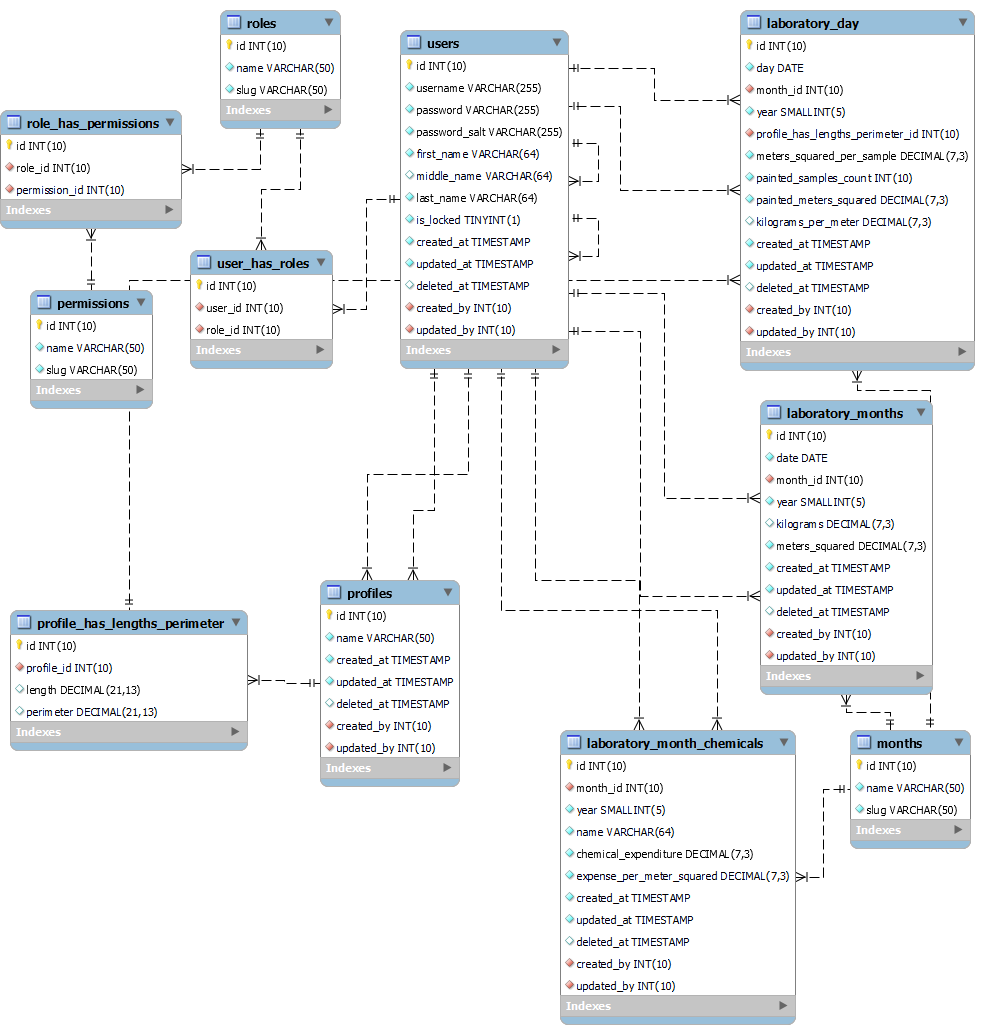 roles
id INT(10)
name VARCHAR(50)
slug VARCHAR(50)
Indexes
users
id INT(10)
username VARCHAR(255)
password VARCHAR(255)
password_salt VARCHAR(255)
first_name VARCHAR(64)
middle_name VARCHAR(64)
last_name VARCHAR(64)
is_locked TINYINT(1)
created_at TIMESTAMP
updated_at TIMESTAMP
deleted_at TIMESTAMP
created_by INT(10)
updated_by INT(10)
Indexes
laboratory_day
id INT(10)
day DATE
month_id INT(10)
year SMALLINT(5)
profile_has_lengths_perimeter_id INT(10)
meters_squared_per_sample DECIMAL(7,3)
painted_samples_count INT(10)
painted_meters_squared DECIMAL(7,3)
kilograms_per_meter DECIMAL(7,3)
created_at TIMESTAMP
updated_at TIMESTAMP
deleted_at TIMESTAMP
created_by INT(10)
updated_by INT(10)
Indexes
role_has_permissions
id INT(10)
role_id INT(10)
permission_id INT(10)
Indexes
user_has_roles
id INT(10)
user_id INT(10)
role_id INT(10)
Indexes
permissions
id INT(10)
name VARCHAR(50)
slug VARCHAR(50)
Indexes
laboratory_months
id INT(10)
date DATE
month_id INT(10)
year SMALLINT(5)
kilograms DECIMAL(7,3)
meters_squared DECIMAL(7,3)
created_at TIMESTAMP
updated_at TIMESTAMP
deleted_at TIMESTAMP
created_by INT(10)
updated_by INT(10)
Indexes
profile_has_lengths_perimeter
id INT(10)
profile_id INT(10)
length DECIMAL(21,13)
perimeter DECIMAL(21,13)
Indexes
profiles
id INT(10)
name VARCHAR(50)
created_at TIMESTAMP
updated_at TIMESTAMP
deleted_at TIMESTAMP
created_by INT(10)
updated_by INT(10)
Indexes
laboratory_month_chemicals
id INT(10)
month_id INT(10)
year SMALLINT(5)
name VARCHAR(64)
chemical_expenditure DECIMAL(7,3)
expense_per_meter_squared DECIMAL(7,3)
created_at TIMESTAMP
updated_at TIMESTAMP
deleted_at TIMESTAMP
created_by INT(10)
updated_by INT(10)
Indexes
months
id INT(10)
name VARCHAR(50)
slug VARCHAR(50)
Indexes